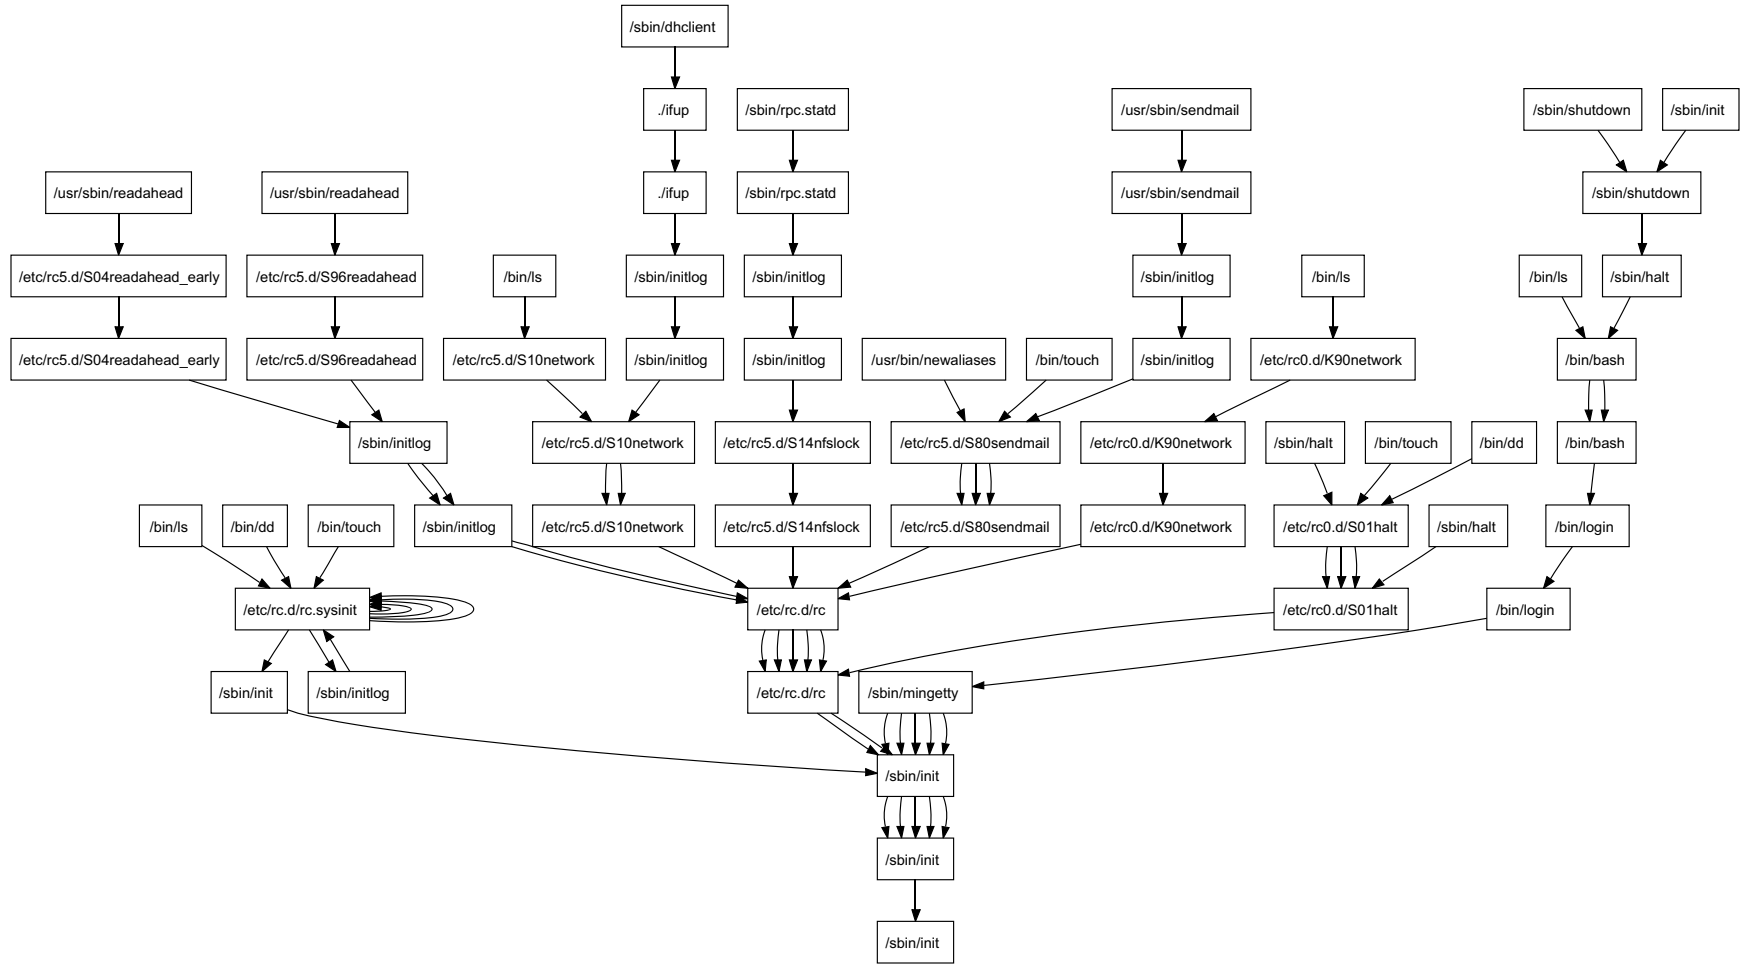 /sbin/dhclient
./ifup
/sbin/rpc.statd
/usr/sbin/sendmail
/sbin/shutdown
/sbin/init
/usr/sbin/readahead
/usr/sbin/readahead
./ifup
/sbin/rpc.statd
/usr/sbin/sendmail
/sbin/shutdown
/etc/rc5.d/S04readahead_early
/etc/rc5.d/S96readahead
/bin/ls
/sbin/initlog
/sbin/initlog
/sbin/initlog
/bin/ls
/bin/ls
/sbin/halt
/etc/rc5.d/S04readahead_early
/etc/rc5.d/S96readahead
/etc/rc5.d/S10network
/sbin/initlog
/sbin/initlog
/usr/bin/newaliases
/bin/touch
/sbin/initlog
/etc/rc0.d/K90network
/bin/bash
/sbin/initlog
/etc/rc5.d/S10network
/etc/rc5.d/S14nfslock
/etc/rc5.d/S80sendmail
/etc/rc0.d/K90network
/sbin/halt
/bin/touch
/bin/dd
/bin/bash
/bin/ls
/bin/dd
/bin/touch
/sbin/initlog
/etc/rc5.d/S10network
/etc/rc5.d/S14nfslock
/etc/rc5.d/S80sendmail
/etc/rc0.d/K90network
/etc/rc0.d/S01halt
/sbin/halt
/bin/login
/etc/rc.d/rc.sysinit
/etc/rc.d/rc
/etc/rc0.d/S01halt
/bin/login
/sbin/init
/sbin/initlog
/etc/rc.d/rc
/sbin/mingetty
/sbin/init
/sbin/init
/sbin/init